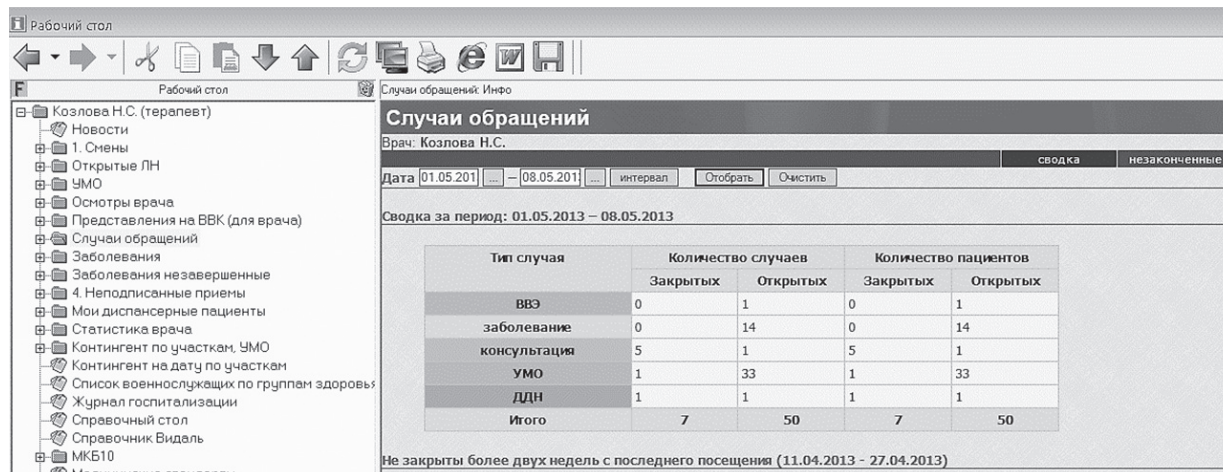 Рабочий стол
F Рабочий стол
Козлова Н.С. (терапевт)
Новости
1. Смены
Открытые ЛН
УМО
Осмотры врача
Представления на ВВК (для врача)
Случаи обращений
Заболевания
Заболевания незавершенные
4. Неподписанные приемы
Мои диспансерные пациенты
Статистика врача
Контингент по участкам, УМО
Контингент на дату по участкам
Список военнослужащих по группам здоровья
Журнал госпитализации
Справочный стол
Справочник Видаль
МКБ10
Случаи обращений: Инфо
Случаи обращений
Врач: Козлова Н.С.
сводка незаконченные
Дата 01.05.201 ... – 08.05.201 ... интервал Отобрать Очистить
Сводка за период: 01.05.2013 – 08.05.2013
Тип случая Количество случаев Количество пациентов
Закрытых Открытых Закрытых Открытых
ВВЭ 0 1 0 1
заболевание 0 14 0 14
консультация 5 1 5 1
УМО 1 33 1 33
ДДН 1 1 1 1
Итого 7 50 7 50
Не закрыты более двух недель с последнего посещения (11.04.2013 - 27.04.2013)